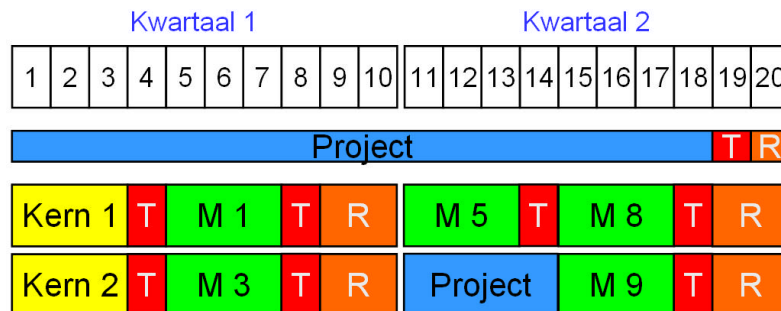 Kwartaal 1 Kwartaal 2
1 2 3 4 5 6 7 8 9 10 11 12 13 14 15 16 17 18 19 20
Project T R
Kern 1 T M 1 T R M 5 T M 8 T R
Kern 2 T M 3 T R Project M 9 T R